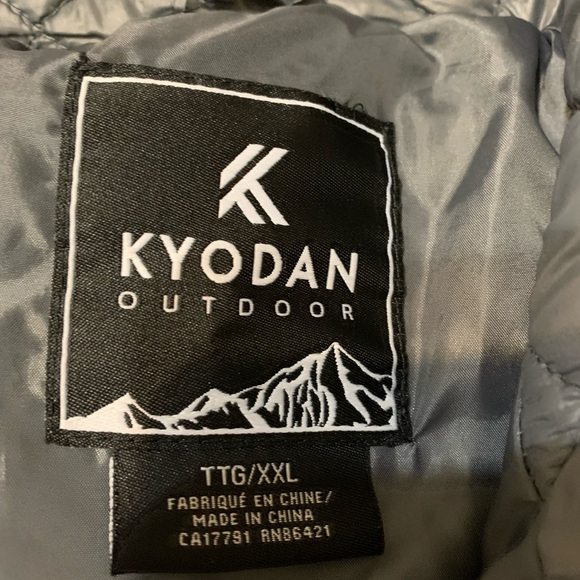 KYODAN
OUTDOOR
TTG/XXL
FABRIQUÉ EN CHINE/
MADE IN CHINA
CA17791 RN86421